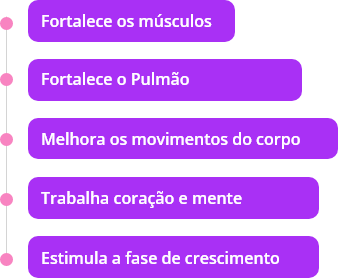 Fortalece os músculos
Fortalece o Pulmão
Melhora os movimentos do corpo
Trabalha coração e mente
Estimula a fase de crescimento